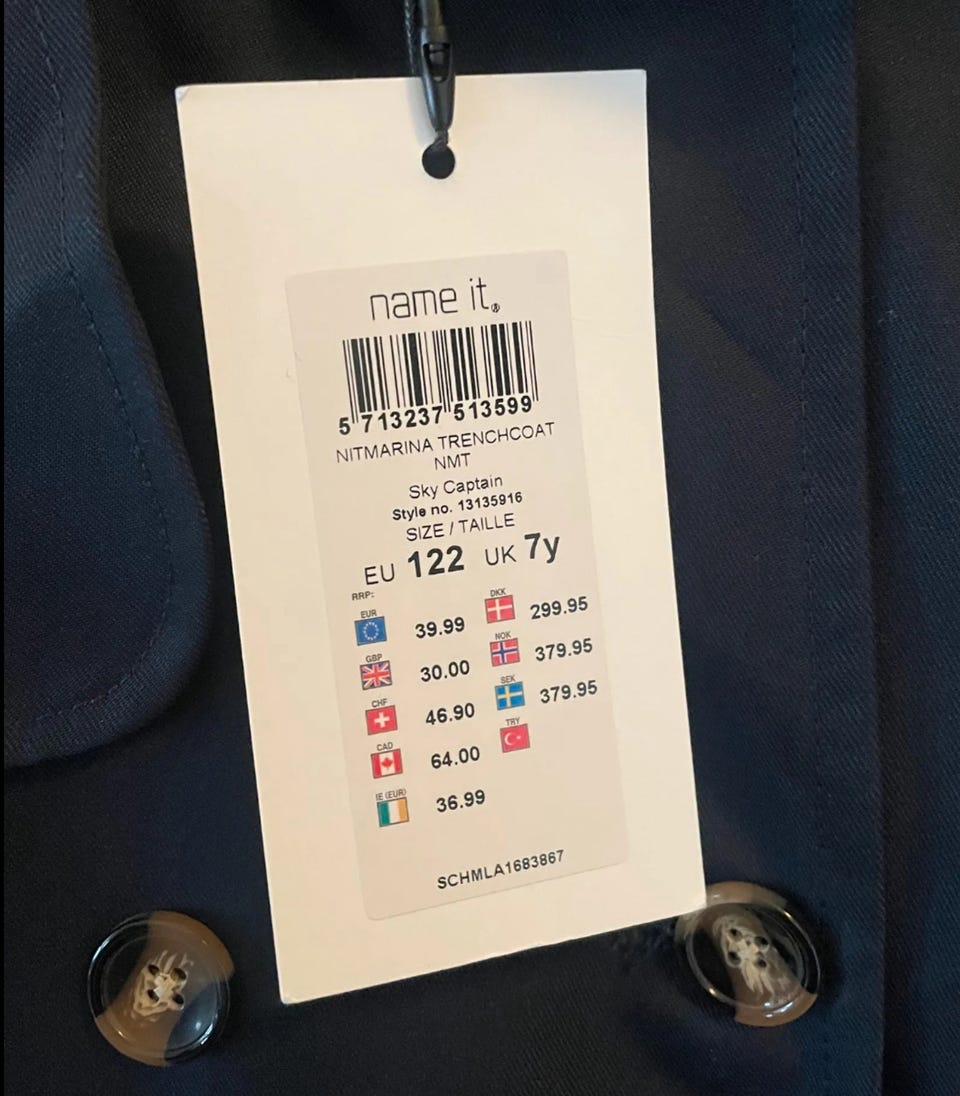 name it.®
5 713237 513599
NITMARINA TRENCHCOAT
NMT
Sky Captain
Style no. 13135916
SIZE / TAILLE
EU 122 UK 7y
RRP:
EUR 39.99 DKK 299.95
GBP 30.00 NOK 379.95
CHF 46.90 SEK 379.95
CAD 64.00 TRY
IE (EUR) 36.99
SCHMLA1683867